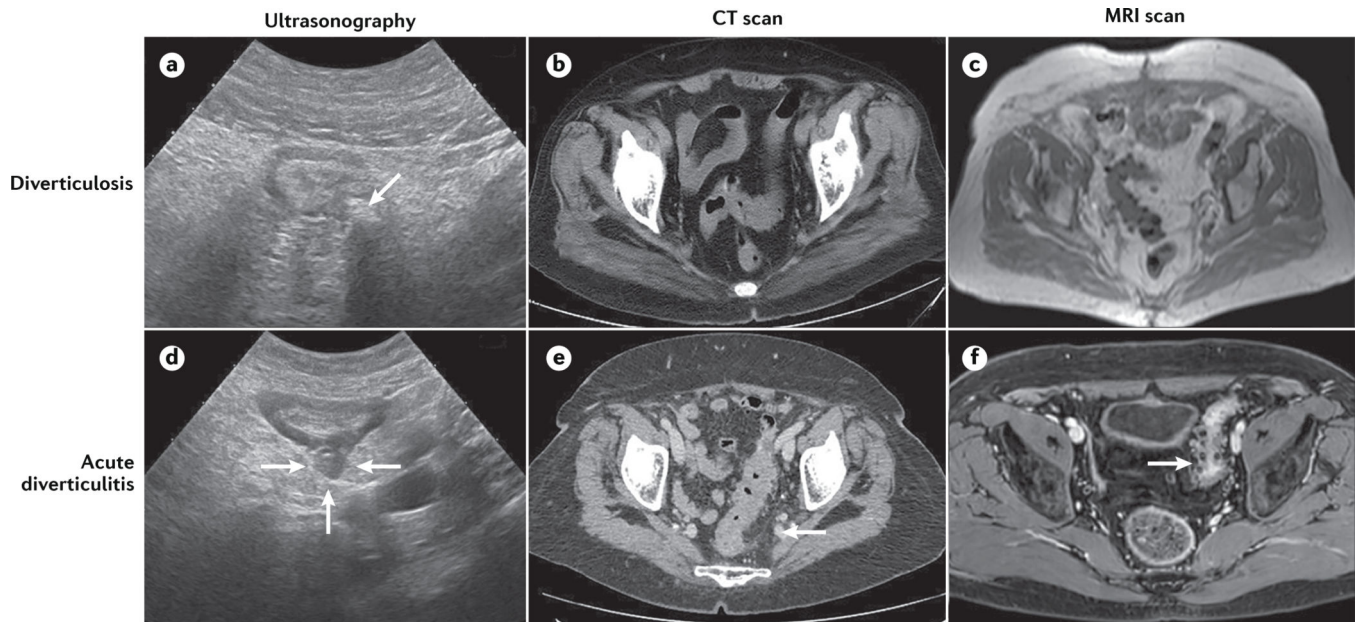 Ultrasonography
CT scan
MRI scan
Diverticulosis
a
b
c
Acute
diverticulitis
d
e
f